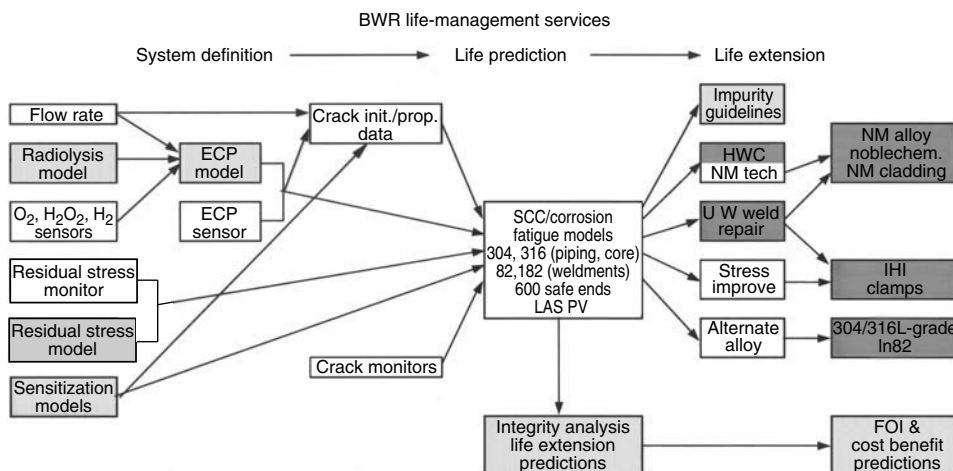 BWR life-management services
System definition
Life prediction
Life extension
Flow rate
Radiolysis
model
O₂, H₂O₂, H₂
sensors
Residual stress
monitor
Residual stress
model
Sensitization
models
ECP
model
ECP
sensor
Crack init./prop.
data
Crack monitors
SCC/corrosion
fatigue models
304, 316 (piping, core)
82,182 (weldments)
600 safe ends
LAS PV
Integrity analysis
life extension
predictions
Impurity
guidelines
HWC
NM tech
U W weld
repair
Stress
improve
Alternate
alloy
NM alloy
noblechem.
NM cladding
IHI
clamps
304/316L-grade
ln82
FOI &
cost benefit
predictions